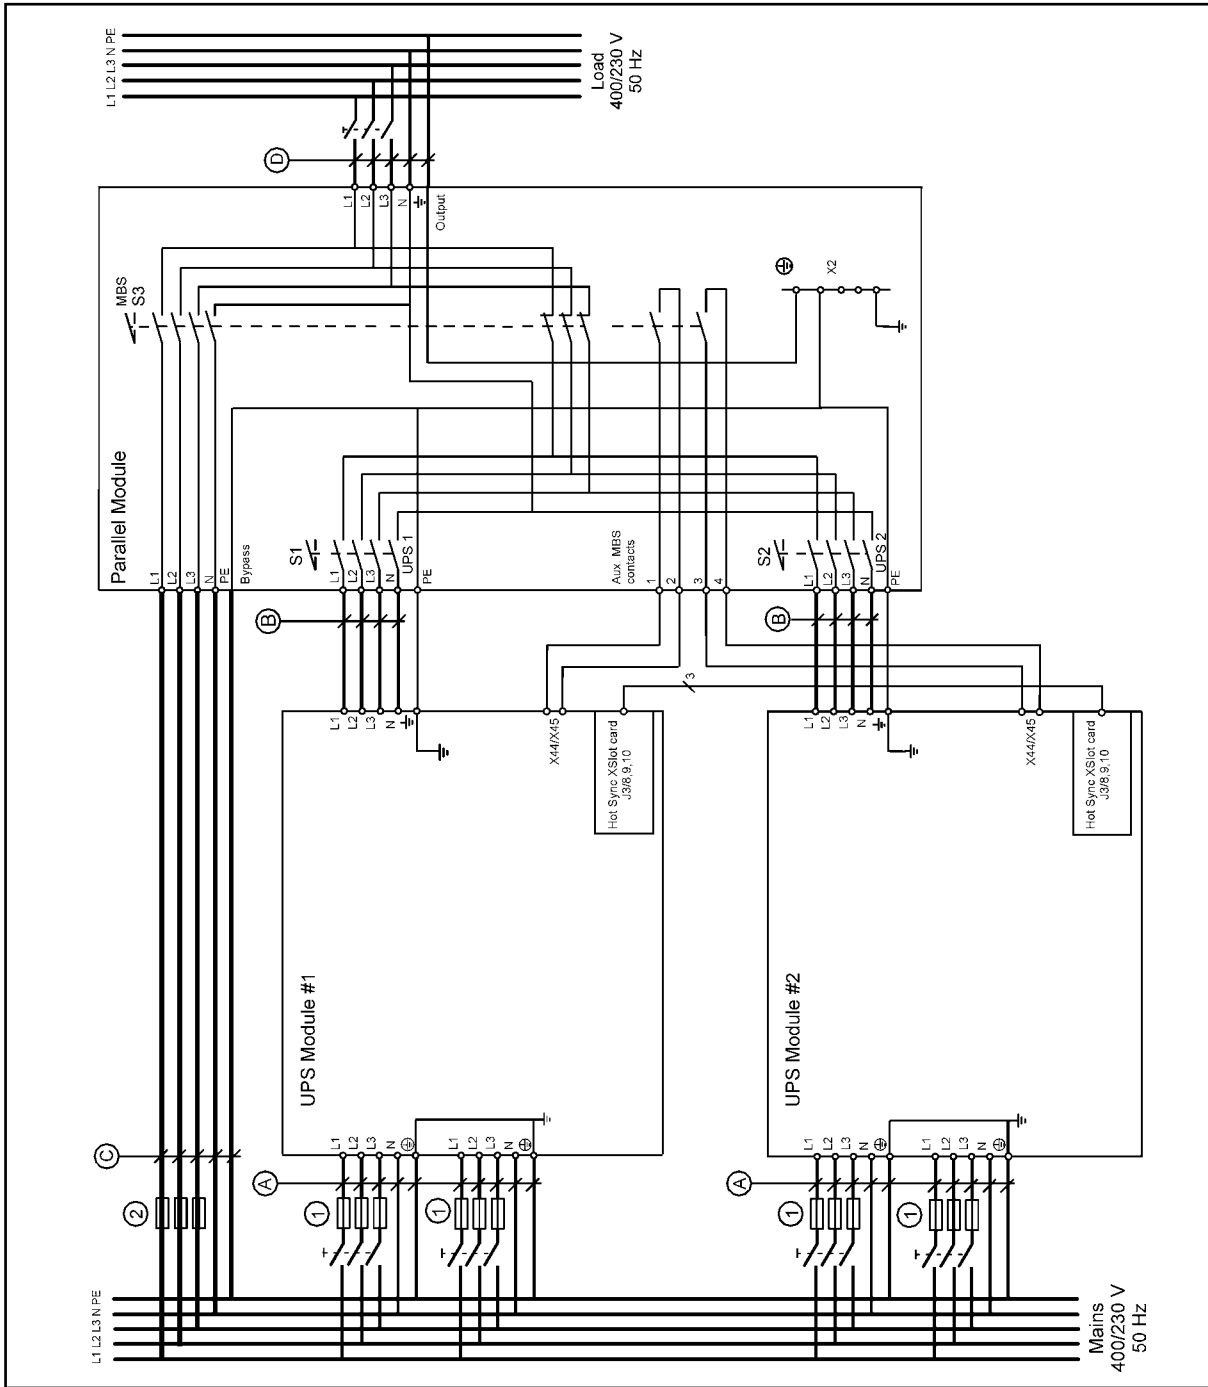 L1 L2 L3 N PE
Load
400/230 V
50 Hz
D
L1
L2
L3
N
Output
MBS
S3
X2
Parallel Module
L1
L2
L3
N
PE
Bypass
S1
L1
L2
L3
N
UPS 1
PE
Aux. MBS
contacts
1
2
3
4
S2
L1
L2
L3
N
UPS 2
PE
B
B
3
L1
L2
L3
N
X44/X45
Hot Sync XSlot card
J3/8,9,10
UPS Module #1
L1
L2
L3
N
X44/X45
Hot Sync XSlot card
J3/8,9,10
UPS Module #2
L1
L2
L3
N
L1
L2
L3
N
L1
L2
L3
N
L1
L2
L3
N
C
A
A
2
1
1
1
1
L1 L2 L3 N PE
Mains
400/230 V
50 Hz